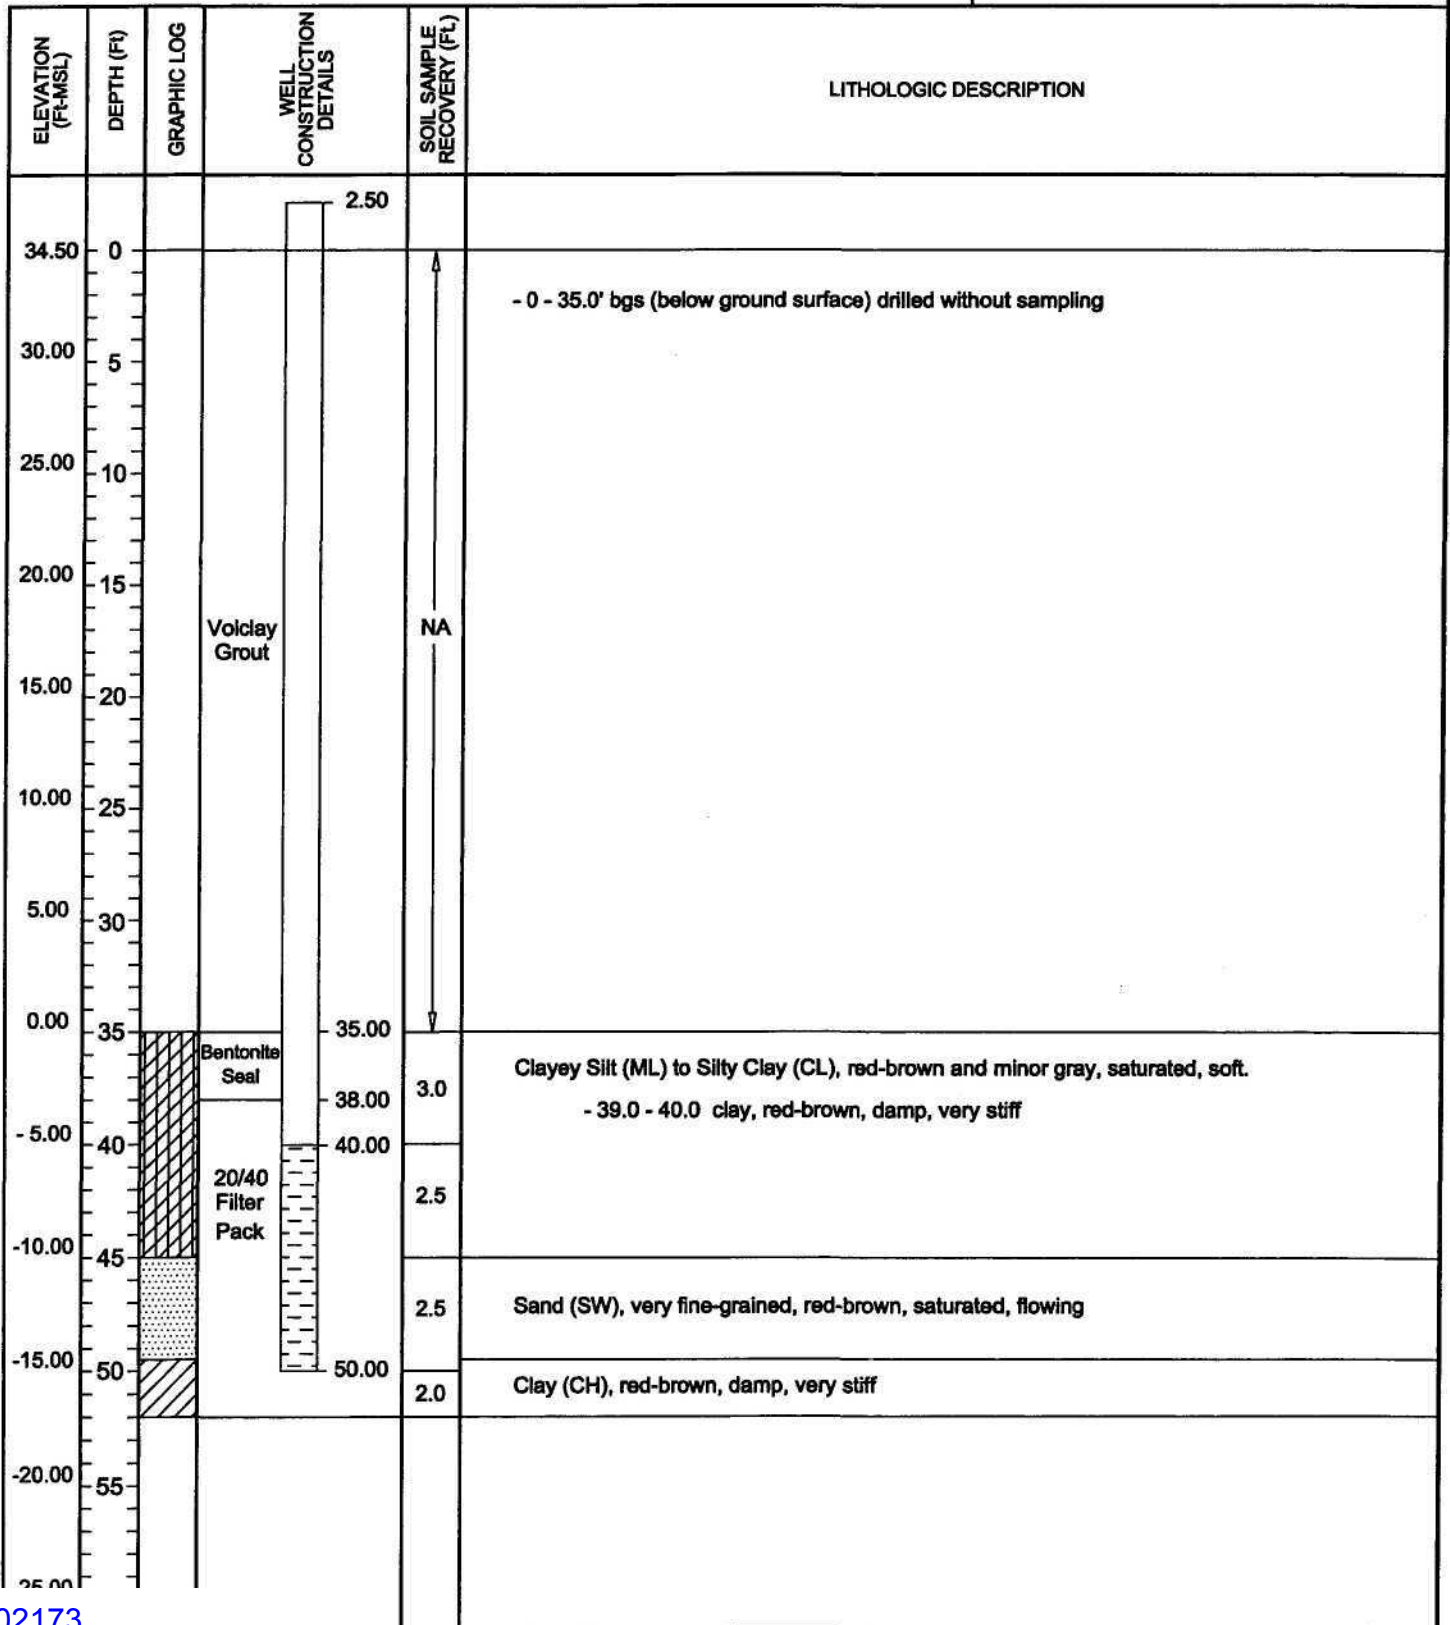 ELEVATION
(Ft-MSL)
DEPTH (Ft)
GRAPHIC LOG
WELL
CONSTRUCTION
DETAILS
SOIL SAMPLE
RECOVERY (Ft.)
LITHOLOGIC DESCRIPTION
2.50
34.50 0
- 0 - 35.0' bgs (below ground surface) drilled without sampling
30.00
5
25.00
10
20.00
15
Volclay
Grout
NA
15.00
20
10.00
25
5.00
30
0.00
35 35.00
Bentonite
Seal
3.0
Clayey Silt (ML) to Silty Clay (CL), red-brown and minor gray, saturated, soft.
38.00
- 39.0 - 40.0 clay, red-brown, damp, very stiff
- 5.00
40 40.00
20/40
Filter
Pack
2.5
-10.00
45
2.5
Sand (SW), very fine-grained, red-brown, saturated, flowing
-15.00
50 50.00
2.0
Clay (CH), red-brown, damp, very stiff
-20.00
55
25.00
02173